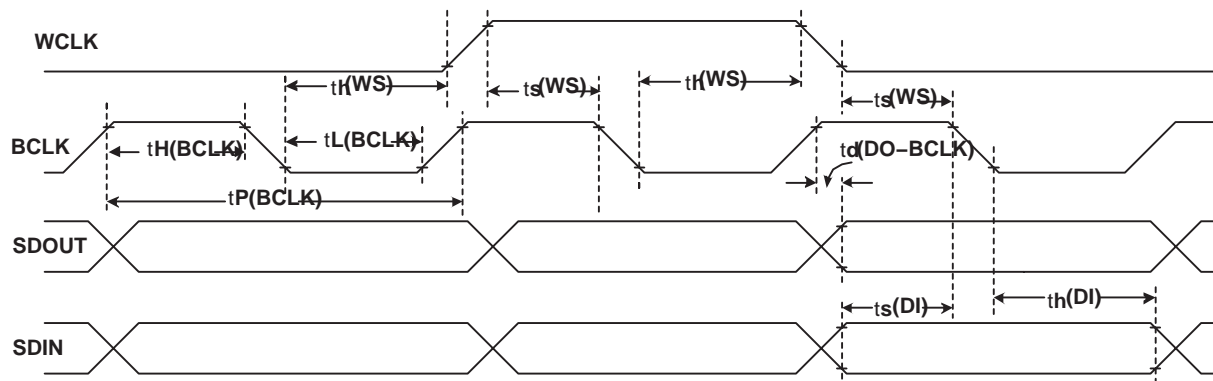 WCLK
th(WS) ts(WS) th(WS) ts(WS)
BCLK
tH(BCLK) tL(BCLK) td(DO–BCLK)
tP(BCLK)
SDOUT
ts(DI) th(DI)
SDIN